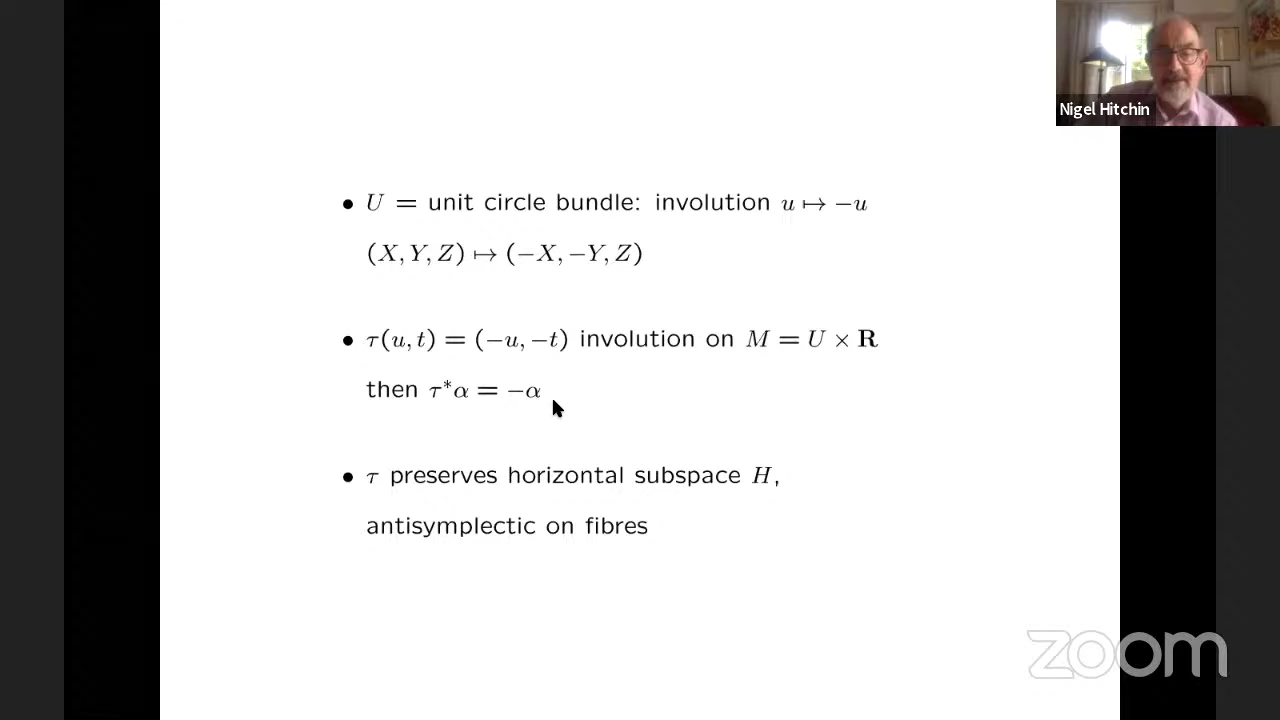 Nigel Hitchin
• U = unit circle bundle: involution u ↦ −u
(X, Y, Z) ↦ (−X, −Y, Z)
• τ(u, t) = (−u, −t) involution on M = U × R
then τ*α = −α
• τ preserves horizontal subspace H,
antisymplectic on fibres
zoom